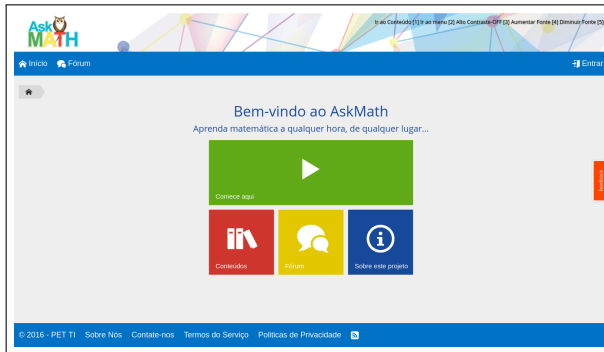 Ask
MATH
Ir ao Conteúdo [1] Ir ao menu [2] Alto Contraste-OFF [3] Aumentar Fonte [4] Diminuir Fonte [5]
Início Fórum Entrar
Bem-vindo ao AskMath
Aprenda matemática a qualquer hora, de qualquer lugar...
Comece aqui
feedback
Conteúdos Fórum Sobre este projeto
© 2016 - PET TI Sobre Nós Contate-nos Termos do Serviço Políticas de Privacidade